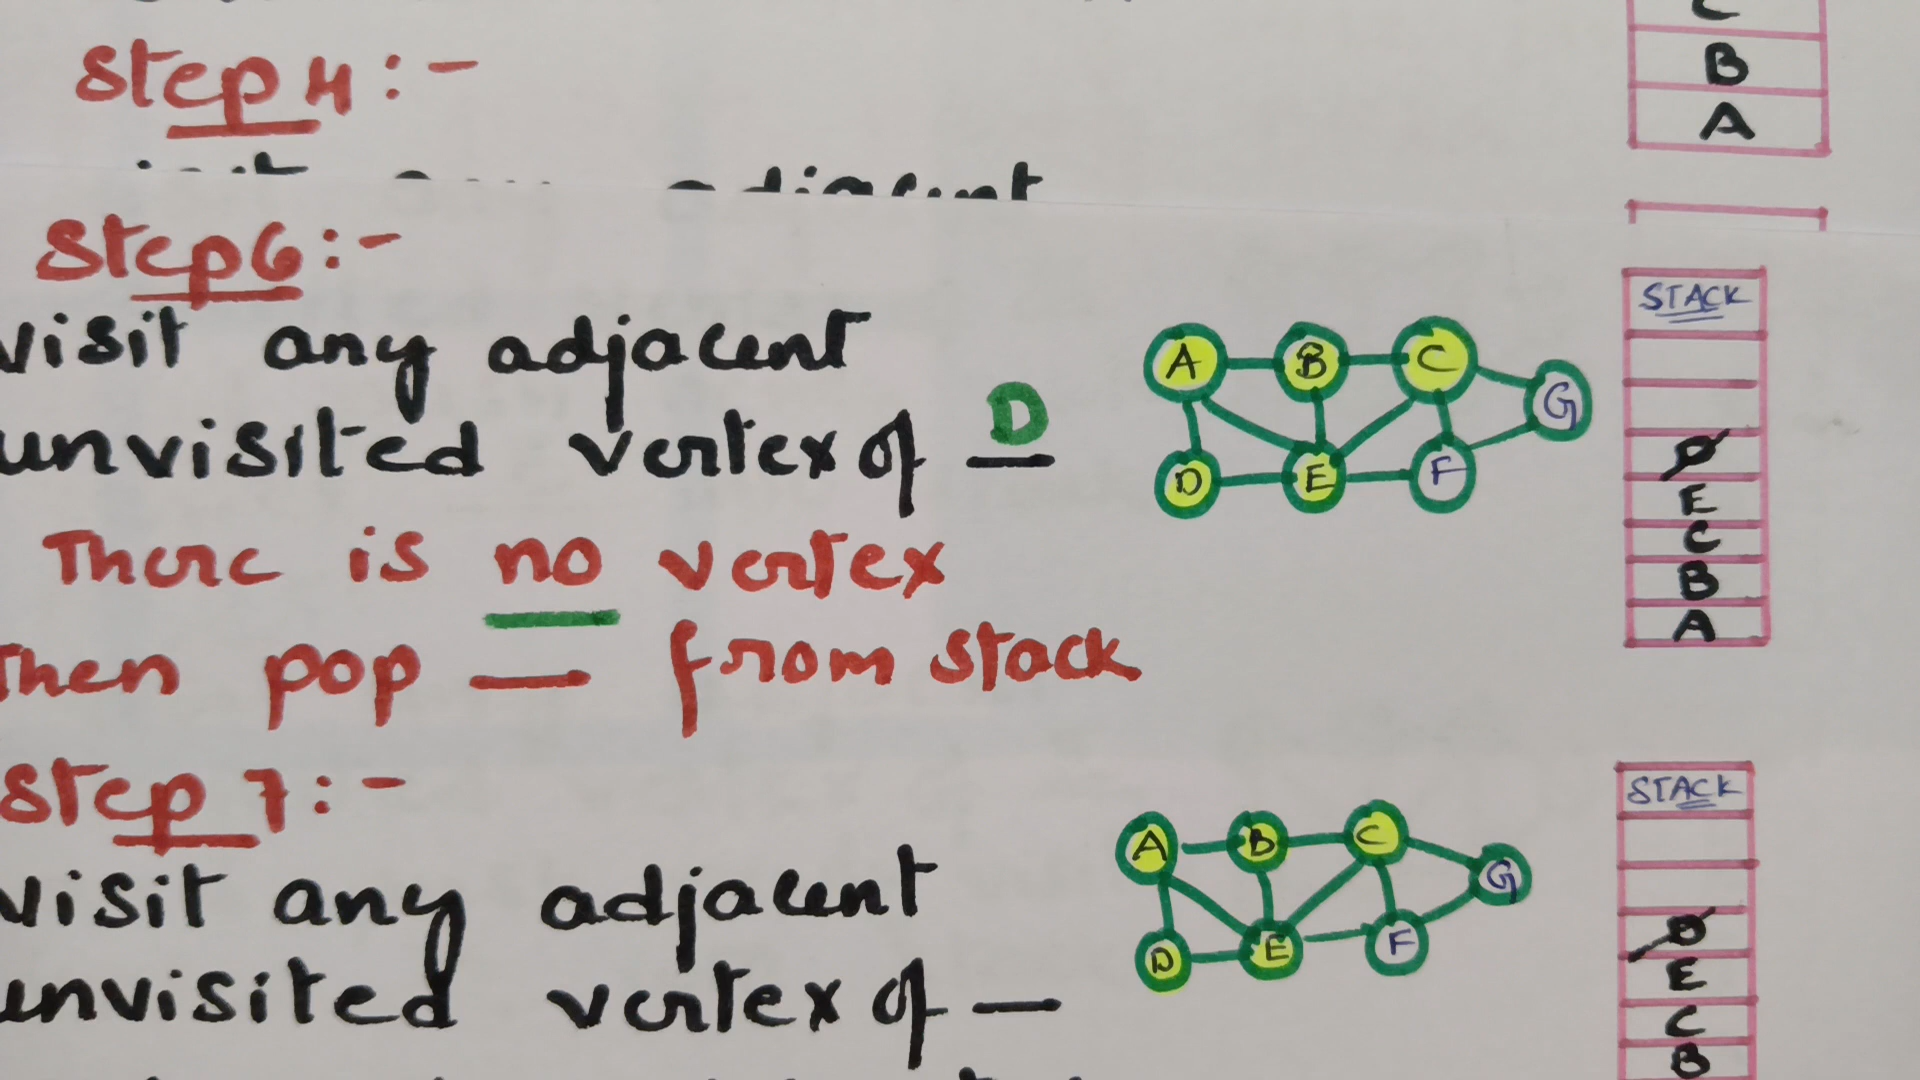 C
B
A
Step 4:-
adjacent
Step 6:-
visit any adjacent
unvisited vertex of D
There is no vertex
Then pop — from stack
A B C G
D E F
STACK
D
E
C
B
A
Step 7:-
visit any adjacent
unvisited vertex of —
A B C G
D E F
STACK
D
E
C
B